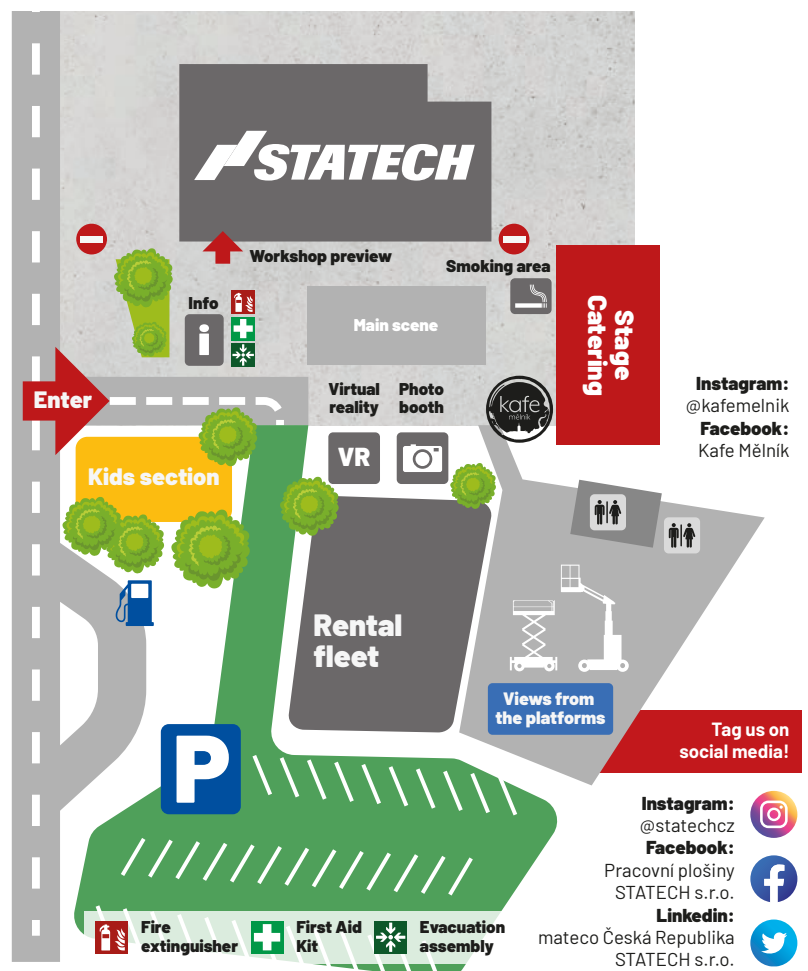 STATECH
Workshop preview
Smoking area
Info
i
Main scene
Stage
Catering
Enter
Virtual
reality
Photo
booth
kafe
mělník
Instagram:
@kafemelnik
Facebook:
Kafe Mělník
Kids section
VR
Rental
fleet
Views from
the platforms
Tag us on
social media!
P
Instagram:
@statechcz
Facebook:
Pracovní plošiny
STATECH s.r.o.
Linkedin:
mateco Česká Republika
STATECH s.r.o.
Fire
extinguisher
First Aid
Kit
Evacuation
assembly